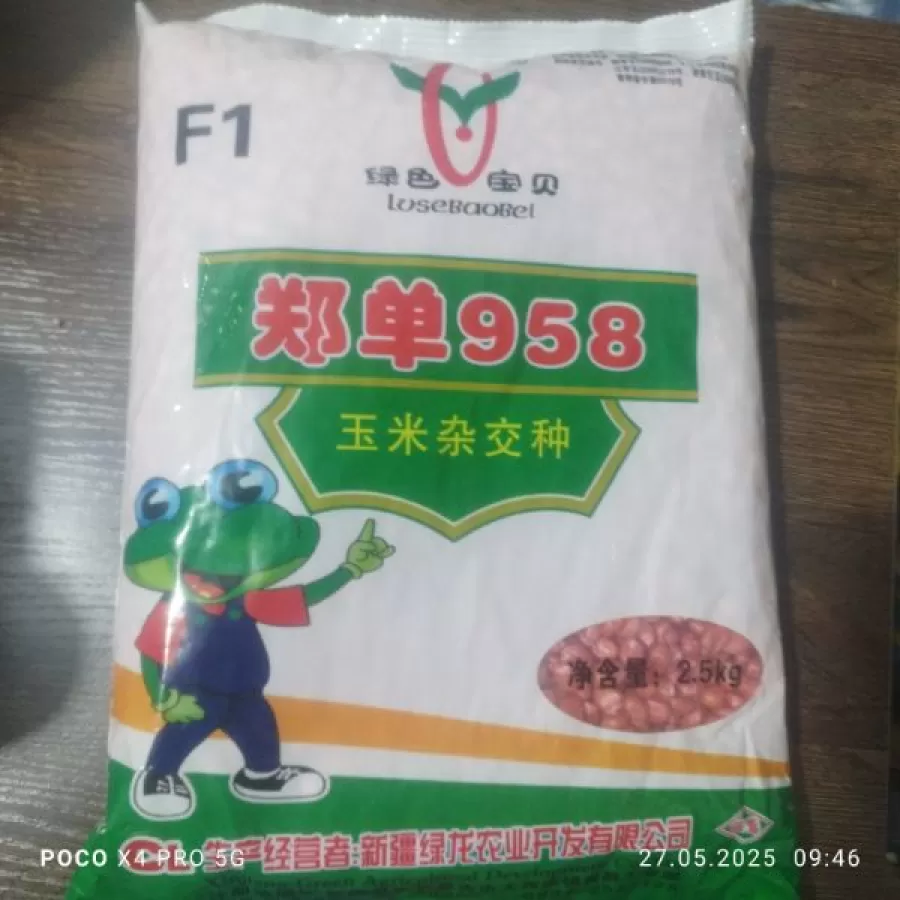 F1
绿色宝贝
LvseBaoBei
郑单958
玉米杂交种
净含量：2.5kg
生产经营者:新疆绿龙农业开发有限公司
POCO X4 PRO 5G
27.05.2025 09:46